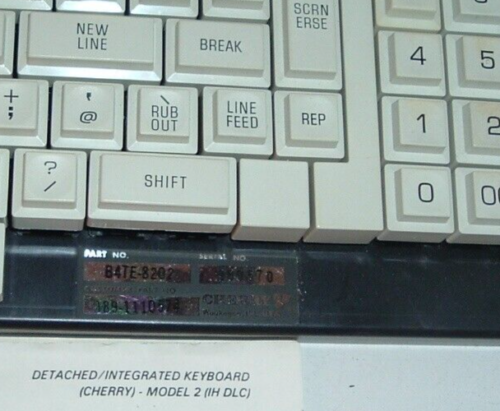 SCRN
ERSE
NEW
LINE
BREAK
4
5
+
;
'
@
\
RUB
OUT
LINE
FEED
REP
1
2
?
/
SHIFT
0
00
PART NO.
SERIAL NO.
B4TE-8202
DETACHED/INTEGRATED KEYBOARD
(CHERRY) - MODEL 2 (IH DLC)